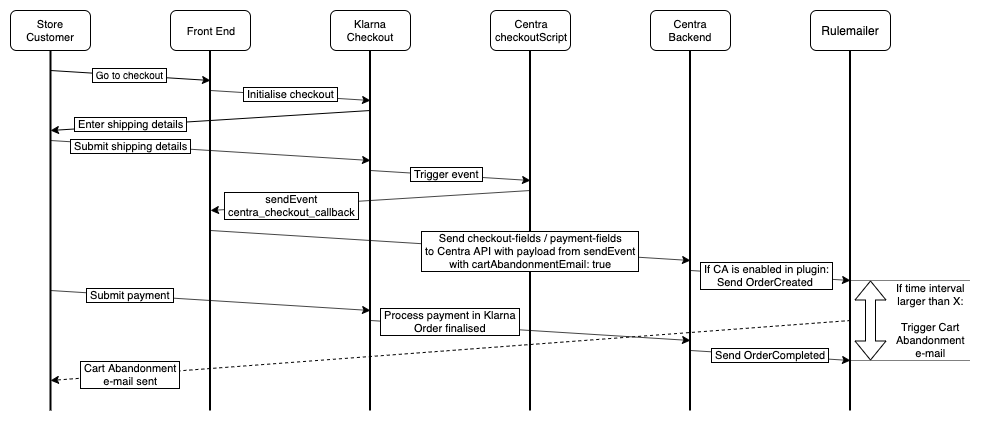 Store
Customer
Front End
Klarna
Checkout
Centra
checkoutScript
Centra
Backend
Rulemailer
Go to checkout
Initialise checkout
Enter shipping details
Submit shipping details
Trigger event
sendEvent
centra_checkout_callback
Send checkout-fields / payment-fields
to Centra API with payload from sendEvent
with cartAbandonmentEmail: true
If CA is enabled in plugin:
Send OrderCreated
If time interval
larger than X:
Trigger Cart
Abandonment
e-mail
Submit payment
Process payment in Klarna
Order finalised
Send OrderCompleted
Cart Abandonment
e-mail sent